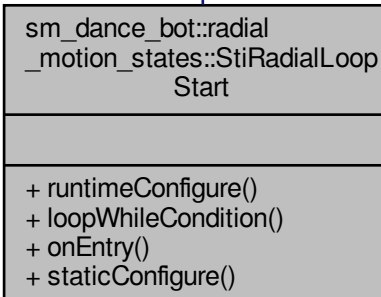 sm_dance_bot::radial
_motion_states::StiRadialLoop
Start
+ runtimeConfigure()
+ loopWhileCondition()
+ onEntry()
+ staticConfigure()